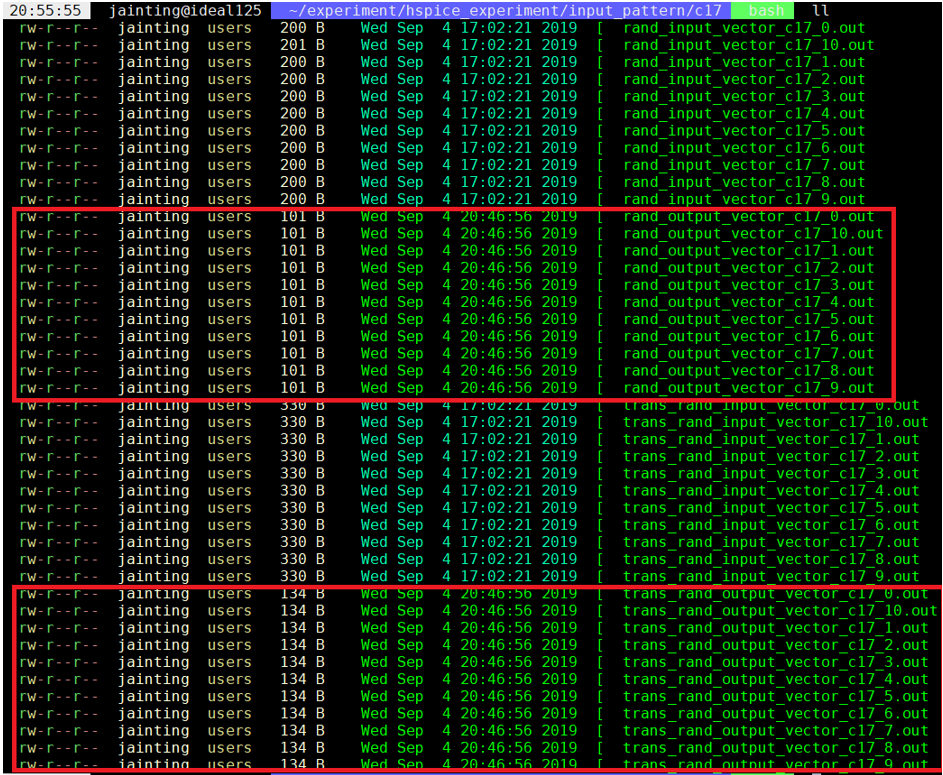 20:55:55 jainting@ideal125 ~/experiment/hspice_experiment/input_pattern/c17 bash ll
rw-r--r-- jainting users 200 B Wed Sep 4 17:02:21 2019 [ rand_input_vector_c17_0.out
rw-r--r-- jainting users 201 B Wed Sep 4 17:02:21 2019 [ rand_input_vector_c17_10.out
rw-r--r-- jainting users 200 B Wed Sep 4 17:02:21 2019 [ rand_input_vector_c17_1.out
rw-r--r-- jainting users 200 B Wed Sep 4 17:02:21 2019 [ rand_input_vector_c17_2.out
rw-r--r-- jainting users 200 B Wed Sep 4 17:02:21 2019 [ rand_input_vector_c17_3.out
rw-r--r-- jainting users 200 B Wed Sep 4 17:02:21 2019 [ rand_input_vector_c17_4.out
rw-r--r-- jainting users 200 B Wed Sep 4 17:02:21 2019 [ rand_input_vector_c17_5.out
rw-r--r-- jainting users 200 B Wed Sep 4 17:02:21 2019 [ rand_input_vector_c17_6.out
rw-r--r-- jainting users 200 B Wed Sep 4 17:02:21 2019 [ rand_input_vector_c17_7.out
rw-r--r-- jainting users 200 B Wed Sep 4 17:02:21 2019 [ rand_input_vector_c17_8.out
rw-r--r-- jainting users 200 B Wed Sep 4 17:02:21 2019 [ rand_input_vector_c17_9.out
rw-r--r-- jainting users 101 B Wed Sep 4 20:46:56 2019 [ rand_output_vector_c17_0.out
rw-r--r-- jainting users 101 B Wed Sep 4 20:46:56 2019 [ rand_output_vector_c17_10.out
rw-r--r-- jainting users 101 B Wed Sep 4 20:46:56 2019 [ rand_output_vector_c17_1.out
rw-r--r-- jainting users 101 B Wed Sep 4 20:46:56 2019 [ rand_output_vector_c17_2.out
rw-r--r-- jainting users 101 B Wed Sep 4 20:46:56 2019 [ rand_output_vector_c17_3.out
rw-r--r-- jainting users 101 B Wed Sep 4 20:46:56 2019 [ rand_output_vector_c17_4.out
rw-r--r-- jainting users 101 B Wed Sep 4 20:46:56 2019 [ rand_output_vector_c17_5.out
rw-r--r-- jainting users 101 B Wed Sep 4 20:46:56 2019 [ rand_output_vector_c17_6.out
rw-r--r-- jainting users 101 B Wed Sep 4 20:46:56 2019 [ rand_output_vector_c17_7.out
rw-r--r-- jainting users 101 B Wed Sep 4 20:46:56 2019 [ rand_output_vector_c17_8.out
rw-r--r-- jainting users 101 B Wed Sep 4 20:46:56 2019 [ rand_output_vector_c17_9.out
rw-r--r-- jainting users 330 B Wed Sep 4 17:02:21 2019 [ trans_rand_input_vector_c17_0.out
rw-r--r-- jainting users 330 B Wed Sep 4 17:02:21 2019 [ trans_rand_input_vector_c17_10.out
rw-r--r-- jainting users 330 B Wed Sep 4 17:02:21 2019 [ trans_rand_input_vector_c17_1.out
rw-r--r-- jainting users 330 B Wed Sep 4 17:02:21 2019 [ trans_rand_input_vector_c17_2.out
rw-r--r-- jainting users 330 B Wed Sep 4 17:02:21 2019 [ trans_rand_input_vector_c17_3.out
rw-r--r-- jainting users 330 B Wed Sep 4 17:02:21 2019 [ trans_rand_input_vector_c17_4.out
rw-r--r-- jainting users 330 B Wed Sep 4 17:02:21 2019 [ trans_rand_input_vector_c17_5.out
rw-r--r-- jainting users 330 B Wed Sep 4 17:02:21 2019 [ trans_rand_input_vector_c17_6.out
rw-r--r-- jainting users 330 B Wed Sep 4 17:02:21 2019 [ trans_rand_input_vector_c17_7.out
rw-r--r-- jainting users 330 B Wed Sep 4 17:02:21 2019 [ trans_rand_input_vector_c17_8.out
rw-r--r-- jainting users 330 B Wed Sep 4 17:02:21 2019 [ trans_rand_input_vector_c17_9.out
rw-r--r-- jainting users 134 B Wed Sep 4 20:46:56 2019 [ trans_rand_output_vector_c17_0.out
rw-r--r-- jainting users 134 B Wed Sep 4 20:46:56 2019 [ trans_rand_output_vector_c17_10.out
rw-r--r-- jainting users 134 B Wed Sep 4 20:46:56 2019 [ trans_rand_output_vector_c17_1.out
rw-r--r-- jainting users 134 B Wed Sep 4 20:46:56 2019 [ trans_rand_output_vector_c17_2.out
rw-r--r-- jainting users 134 B Wed Sep 4 20:46:56 2019 [ trans_rand_output_vector_c17_3.out
rw-r--r-- jainting users 134 B Wed Sep 4 20:46:56 2019 [ trans_rand_output_vector_c17_4.out
rw-r--r-- jainting users 134 B Wed Sep 4 20:46:56 2019 [ trans_rand_output_vector_c17_5.out
rw-r--r-- jainting users 134 B Wed Sep 4 20:46:56 2019 [ trans_rand_output_vector_c17_6.out
rw-r--r-- jainting users 134 B Wed Sep 4 20:46:56 2019 [ trans_rand_output_vector_c17_7.out
rw-r--r-- jainting users 134 B Wed Sep 4 20:46:56 2019 [ trans_rand_output_vector_c17_8.out
rw-r--r-- jainting users 134 B Wed Sep 4 20:46:56 2019 [ trans_rand_output_vector_c17_9.out